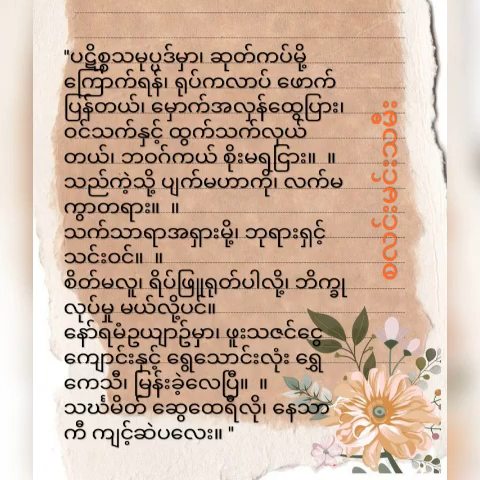 "ပဋိစ္စသမုပ္ပဒ်မှာ၊ ဆုတ်ကပ်မို့
ကြောက်ရန်၊ ရုပ်ကလာပ် ဖောက်
ပြန်တယ်၊ မှောက်အလှန်ထွေပြား၊
ဝင်သက်နှင့် ထွက်သက်လှယ်
တယ်၊ ဘဝဂ်ကယ် စိုးမရငြား။ ။
သည်ကဲ့သို့ ပျက်မဟာကို၊ လက်မ
ကွာတရား။ ။
သက်သာရာအရှားမို့၊ ဘုရားရှင့်
သင်းဝင်။ ။
စိတ်မလူ၊ ရိပ်ဖြူရုတ်ပါလို့၊ ဘိက္ခု
လုပ်မှု မယ်လို့ပင်။
နော်ရမံဥယျာဉ်မှာ၊ ဖူးသဇင်ငွေ
ကျောင်းနှင့် ရွှေသောင်းလုံး ရွှေ
ကေသီ၊ မြန်းခဲ့လေပြီ။ ။
သင်္ဃမိတ် ဆွေထေရီလို၊ နေသာ
ကီ ကျင့်ဆဲပလေး။ "
စလင်းမင်းသမီး